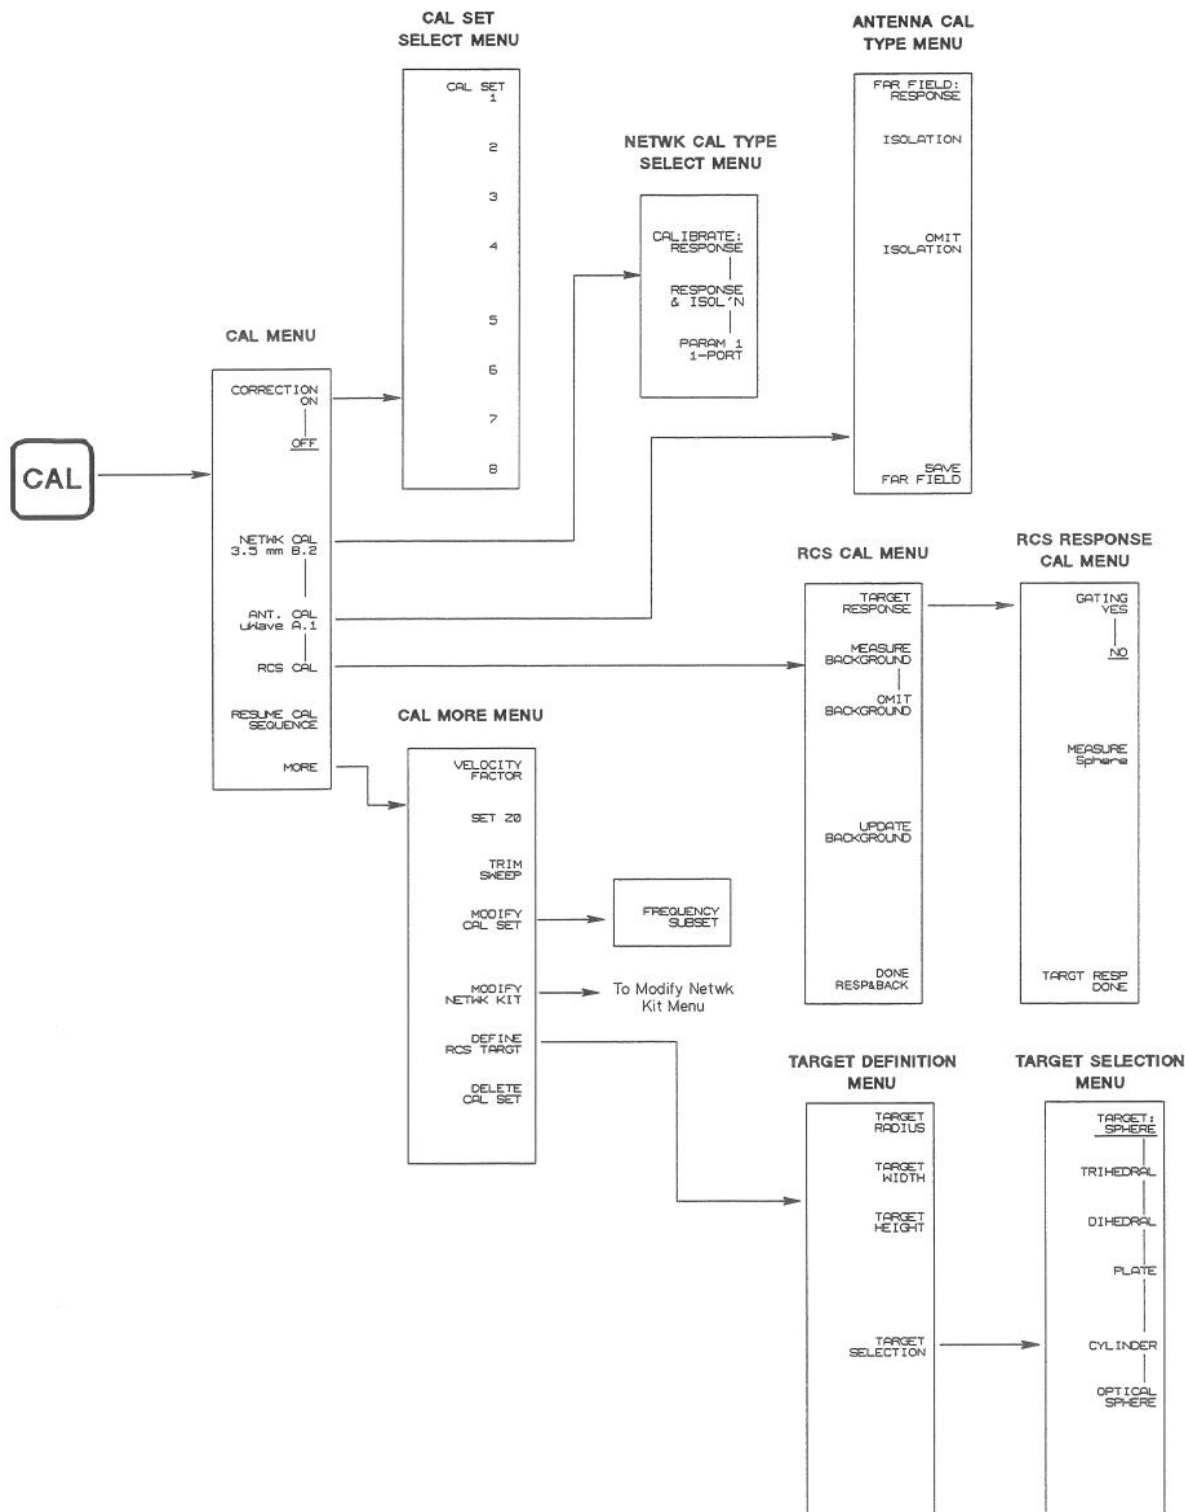 CAL SET
SELECT MENU
CAL SET
1
2
3
4
5
6
7
8
ANTENNA CAL
TYPE MENU
FAR FIELD:
RESPONSE
ISOLATION
OMIT
ISOLATION
SAVE
FAR FIELD
NETWK CAL TYPE
SELECT MENU
CALIBRATE:
RESPONSE
RESPONSE
& ISOL'N
PARAM 1
1-PORT
CAL MENU
CAL
CORRECTION
ON
OFF
NETWK CAL
3.5 mm B.2
ANT. CAL
uWave A.1
RCS CAL
RESUME CAL
SEQUENCE
MORE
RCS CAL MENU
TARGET
RESPONSE
MEASURE
BACKGROUND
OMIT
BACKGROUND
UPDATE
BACKGROUND
DONE
RESP&BACK
RCS RESPONSE
CAL MENU
GATING
YES
NO
MEASURE
Sphere
TARGT RESP
DONE
CAL MORE MENU
VELOCITY
FACTOR
SET Z0
TRIM
SWEEP
MODIFY
CAL SET
MODIFY
NETWK KIT
DEFINE
RCS TARGT
DELETE
CAL SET
FREQUENCY
SUBSET
To Modify Netwk
Kit Menu
TARGET DEFINITION
MENU
TARGET
RADIUS
TARGET
WIDTH
TARGET
HEIGHT
TARGET
SELECTION
TARGET SELECTION
MENU
TARGET:
SPHERE
TRIHEDRAL
DIHEDRAL
PLATE
CYLINDER
OPTICAL
SPHERE